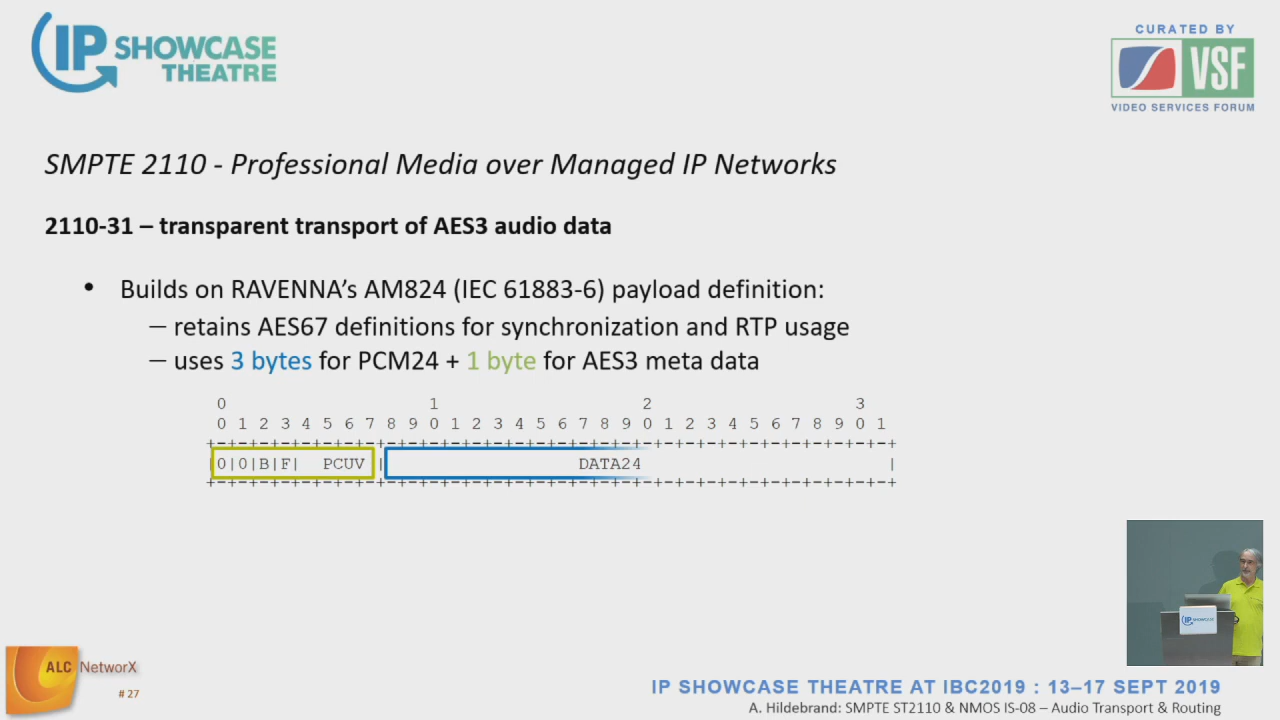 IP SHOWCASE THEATRE
CURATED BY
VSF
VIDEO SERVICES FORUM
SMPTE 2110 - Professional Media over Managed IP Networks
2110-31 – transparent transport of AES3 audio data
• Builds on RAVENNA's AM824 (IEC 61883-6) payload definition:
— retains AES67 definitions for synchronization and RTP usage
— uses 3 bytes for PCM24 + 1 byte for AES3 meta data
0 1 2 3
0 1 2 3 4 5 6 7 8 9 0 1 2 3 4 5 6 7 8 9 0 1 2 3 4 5 6 7 8 9 0 1
+-+-+-+-+-+-+-+-+-+-+-+-+-+-+-+-+-+-+-+-+-+-+-+-+-+-+-+-+-+-+-+-+
|0|0|B|F| PCUV | DATA24 |
+-+-+-+-+-+-+-+-+-+-+-+-+-+-+-+-+-+-+-+-+-+-+-+-+-+-+-+-+-+-+-+-+
IP SHOWCASE
ALC NetworX
# 27
IP SHOWCASE THEATRE AT IBC2019 : 13–17 SEPT 2019
A. Hildebrand: SMPTE ST2110 & NMOS IS-08 – Audio Transport & Routing